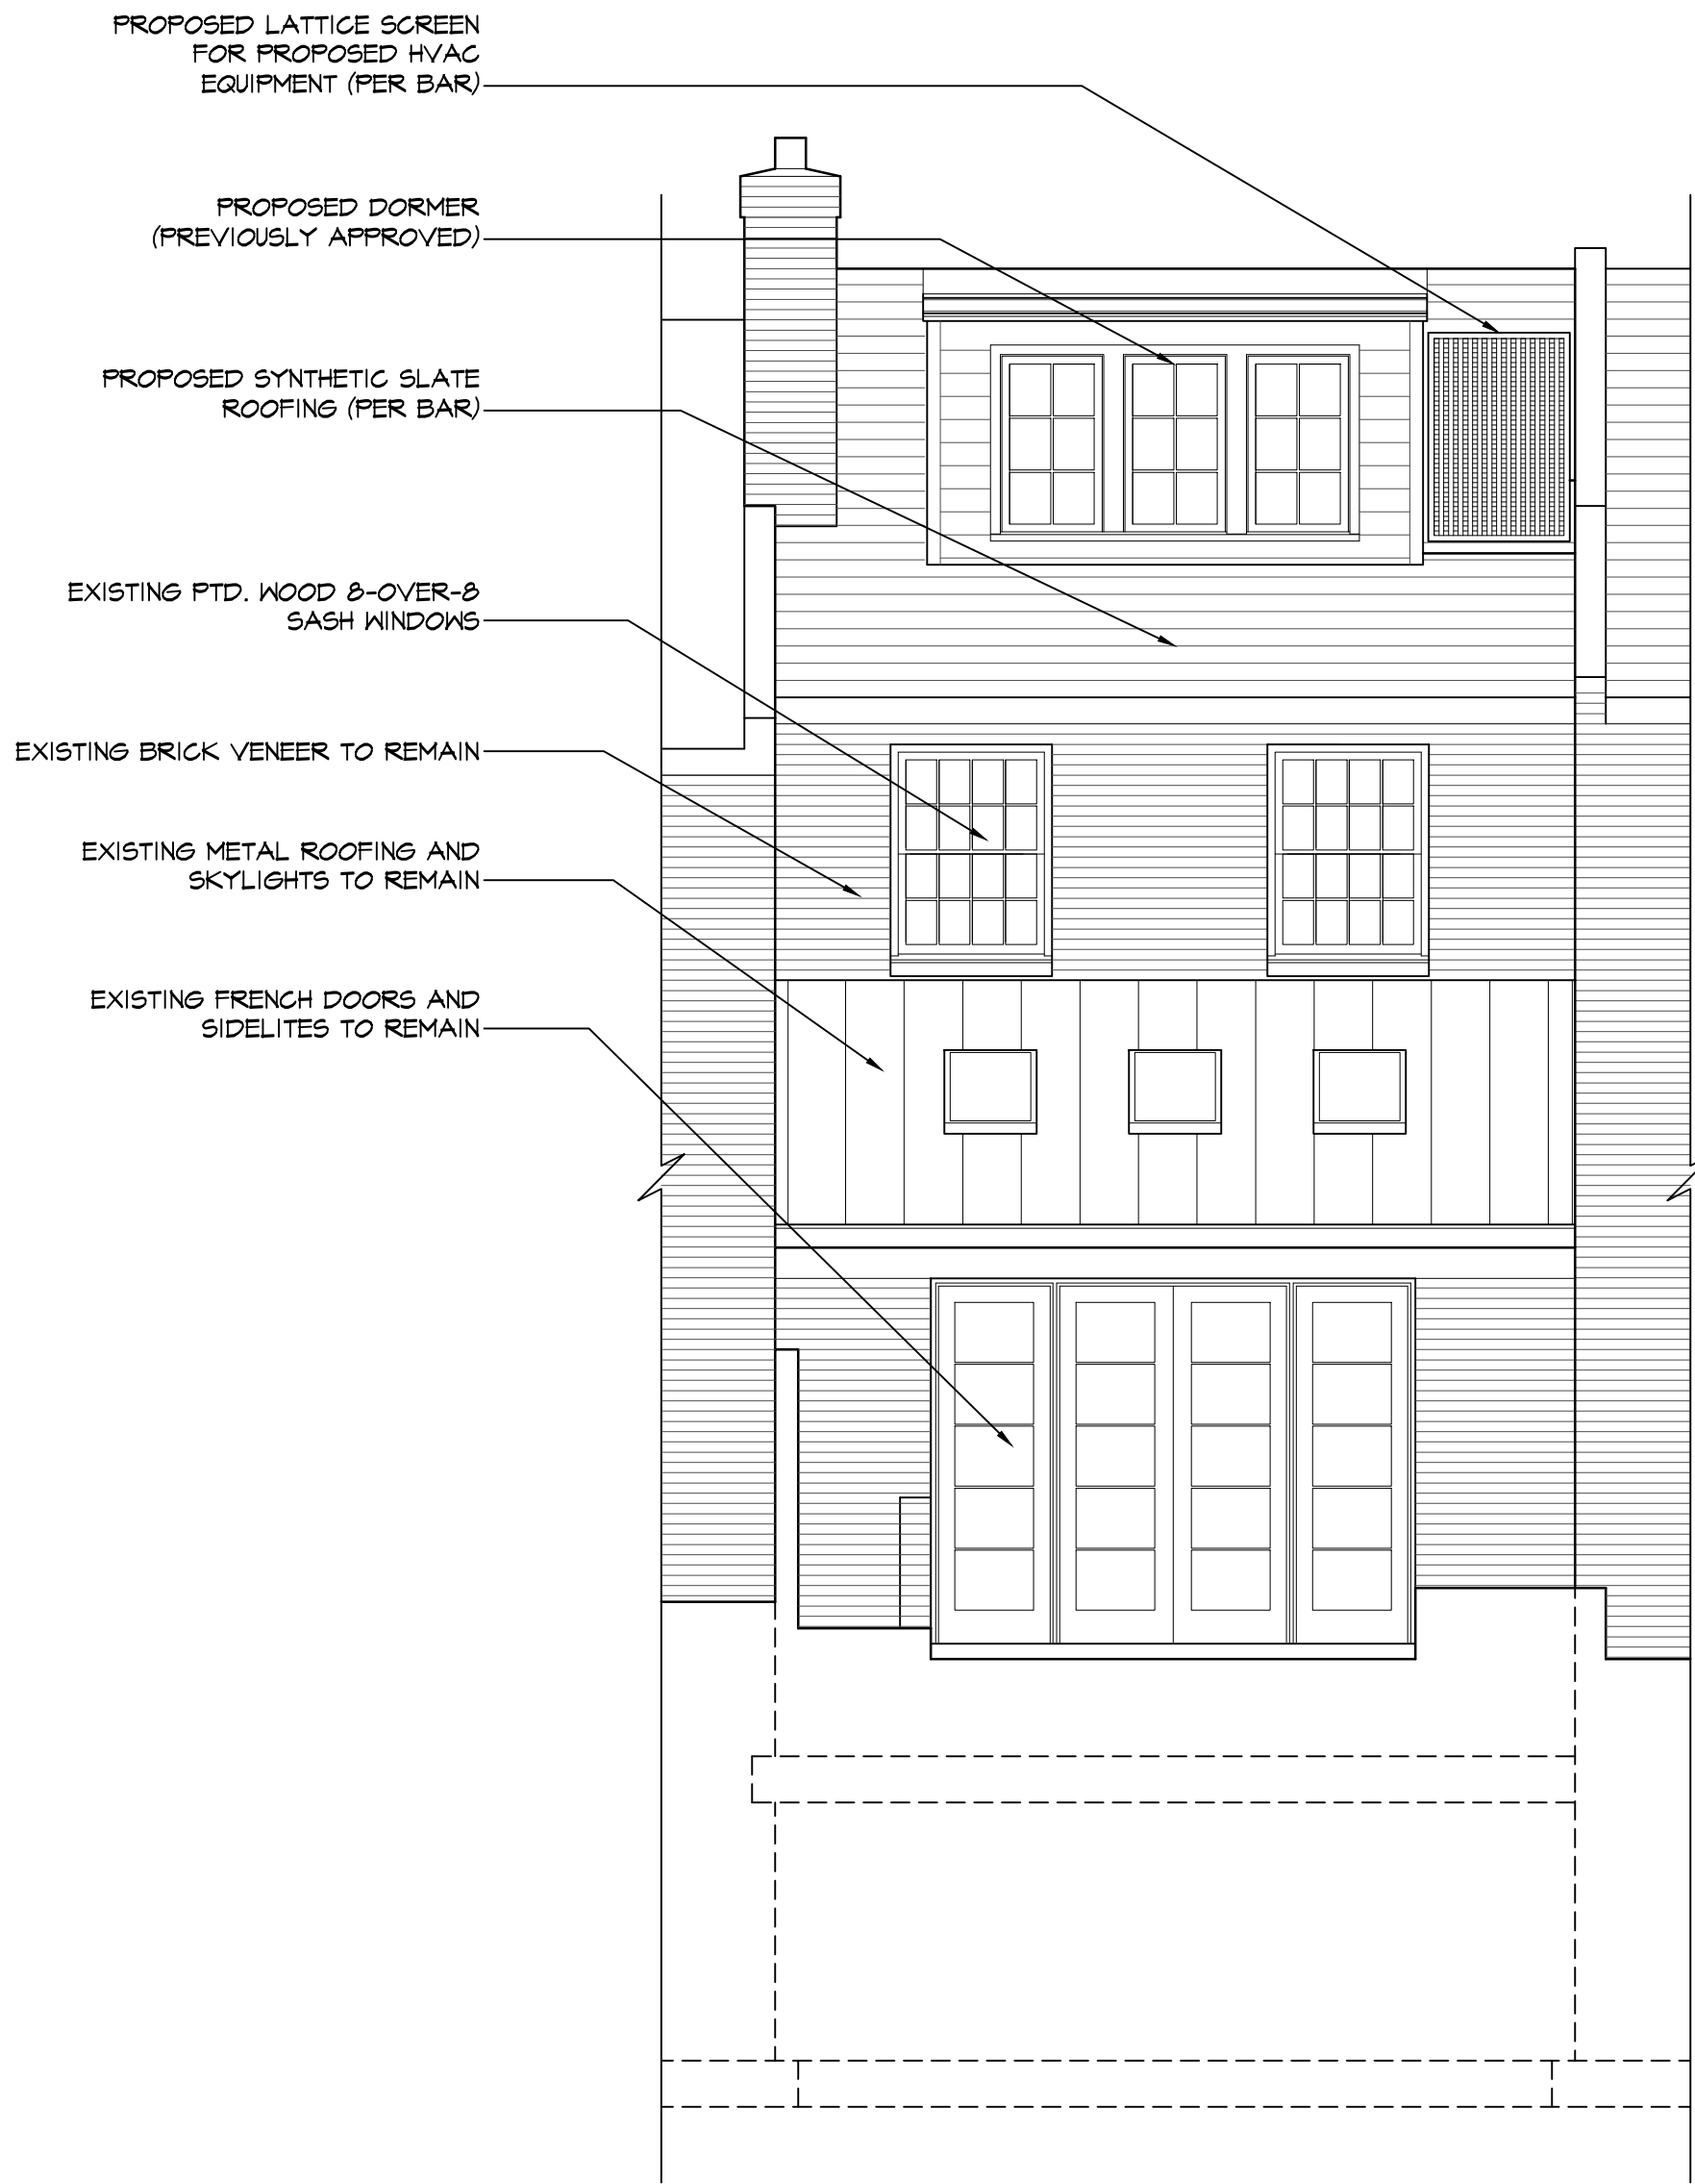 PROPOSED LATTICE SCREEN
FOR PROPOSED HVAC
EQUIPMENT (PER BAR)
PROPOSED DORMER
(PREVIOUSLY APPROVED)
PROPOSED SYNTHETIC SLATE
ROOFING (PER BAR)
EXISTING PTD. WOOD 8-OVER-8
SASH WINDOWS
EXISTING BRICK VENEER TO REMAIN
EXISTING METAL ROOFING AND
SKYLIGHTS TO REMAIN
EXISTING FRENCH DOORS AND
SIDELITES TO REMAIN